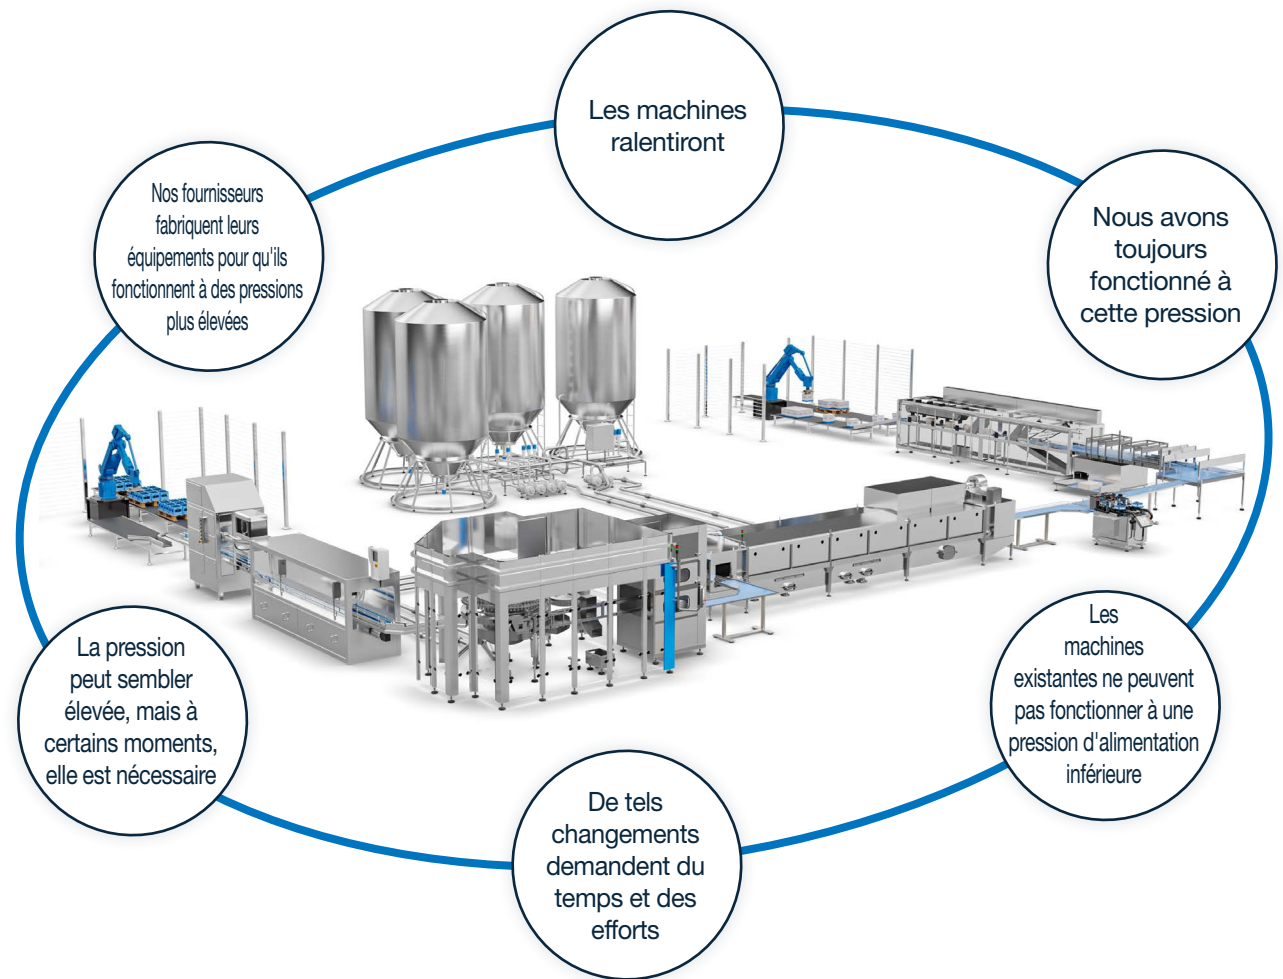 Les machines
ralentiront
Nous avons
toujours
fonctionné à
cette pression
Les
machines
existantes ne peuvent
pas fonctionner à une
pression d'alimentation
inférieure
De tels
changements
demandent du
temps et des
efforts
La pression
peut sembler
élevée, mais à
certains moments,
elle est nécessaire
Nos fournisseurs
fabriquent leurs
équipements pour qu'ils
fonctionnent à des pressions
plus élevées